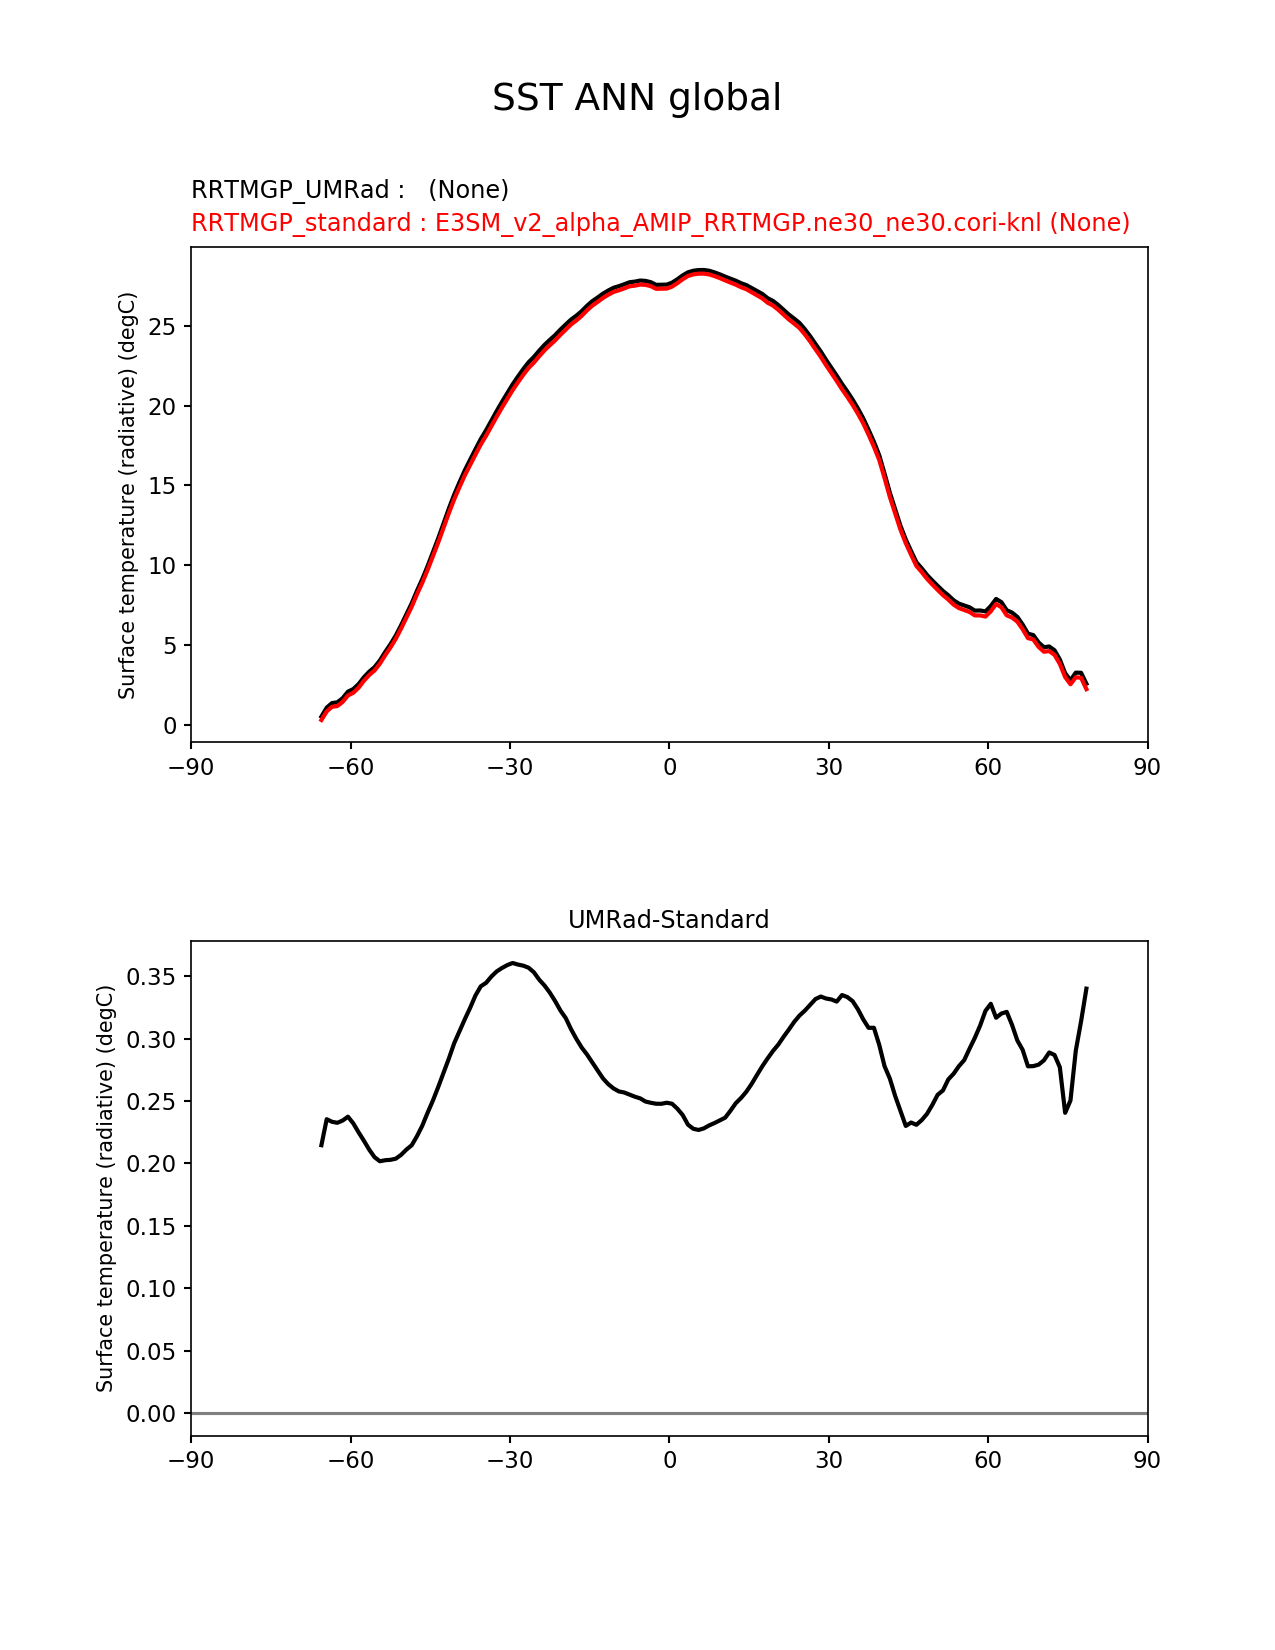 SST ANN global
RRTMGP_UMRad :   (None)
RRTMGP_standard : E3SM_v2_alpha_AMIP_RRTMGP.ne30_ne30.cori-knl (None)
Surface temperature (radiative) (degC)
25
20
15
10
5
0
−90 −60 −30 0 30 60 90
UMRad-Standard
Surface temperature (radiative) (degC)
0.35
0.30
0.25
0.20
0.15
0.10
0.05
0.00
−90 −60 −30 0 30 60 90